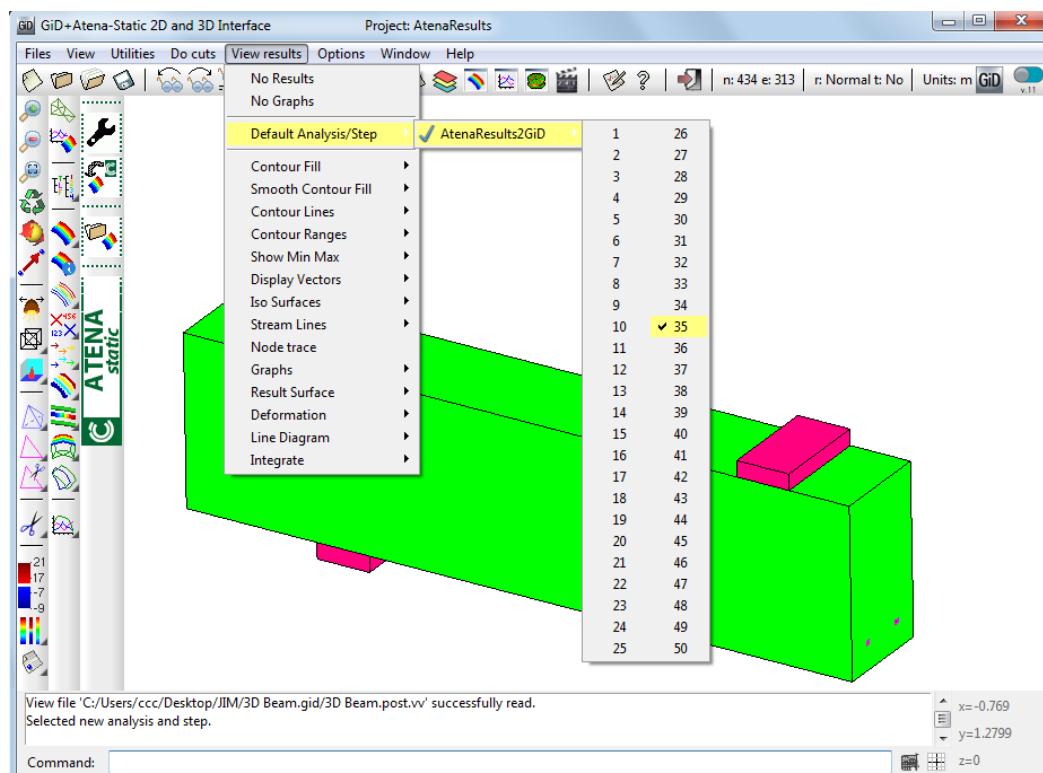 GiD GiD+Atena-Static 2D and 3D Interface Project: AtenaResults
Files View Utilities Do cuts View results Options Window Help
n: 434 e: 313 r: Normal t: No Units: m GiD
v.11
No Results
No Graphs
Default Analysis/Step
AtenaResults2GiD
Contour Fill
Smooth Contour Fill
Contour Lines
Contour Ranges
Show Min Max
Display Vectors
Iso Surfaces
Stream Lines
Node trace
Graphs
Result Surface
Deformation
Line Diagram
Integrate
1 26
2 27
3 28
4 29
5 30
6 31
7 32
8 33
9 34
10 35
11 36
12 37
13 38
14 39
15 40
16 41
17 42
18 43
19 44
20 45
21 46
22 47
23 48
24 49
25 50
ATENA
static
456
123
21
17
-7
-9
View file 'C:/Users/ccc/Desktop/JIM/3D Beam.gid/3D Beam.post.vv' successfully read.
Selected new analysis and step.
x=-0.769
y=1.2799
z=0
Command: